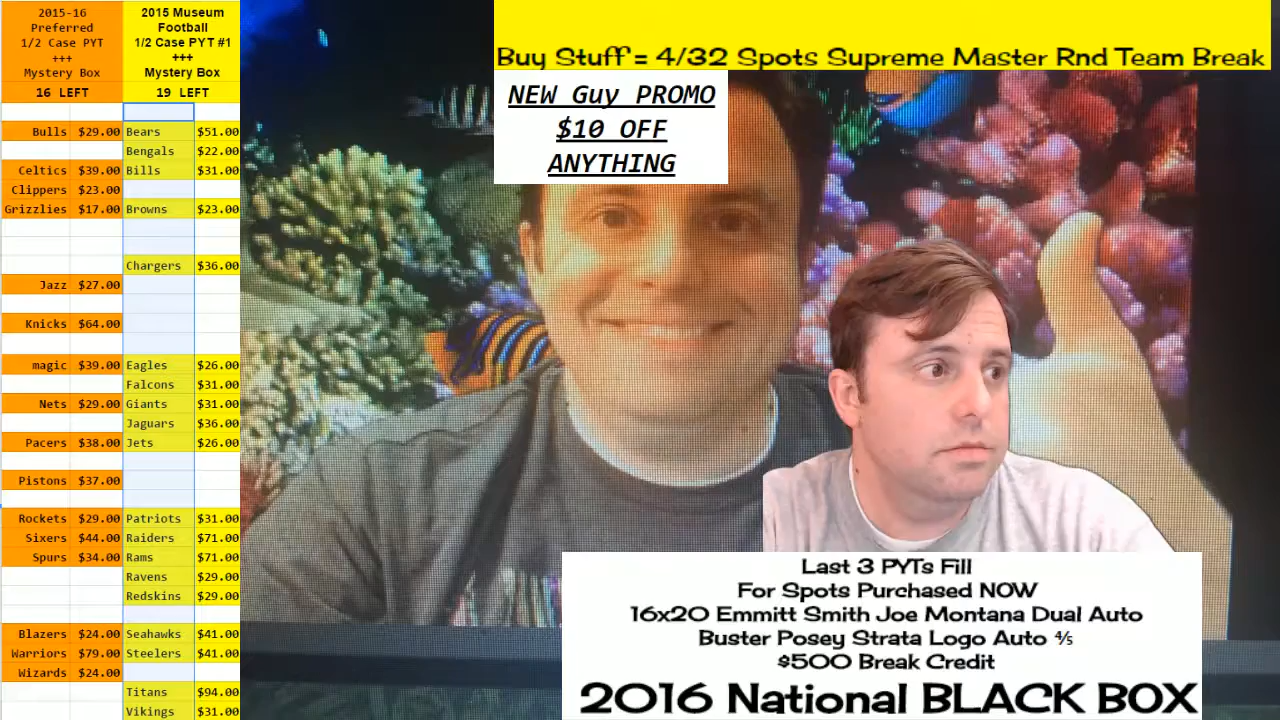 2015-16
Preferred
1/2 Case PYT
+++
Mystery Box
16 LEFT
Bulls $29.00
Celtics $39.00
Clippers $23.00
Grizzlies $17.00
Jazz $27.00
Knicks $64.00
magic $39.00
Nets $29.00
Pacers $38.00
Pistons $37.00
Rockets $29.00
Sixers $44.00
Spurs $34.00
Blazers $24.00
Warriors $79.00
Wizards $24.00
2015 Museum
Football
1/2 Case PYT #1
+++
Mystery Box
19 LEFT
Bears $51.00
Bengals $22.00
Bills $31.00
Browns $23.00
Chargers $36.00
Eagles $26.00
Falcons $31.00
Giants $31.00
Jaguars $36.00
Jets $26.00
Patriots $31.00
Raiders $71.00
Rams $71.00
Ravens $29.00
Redskins $29.00
Seahawks $41.00
Steelers $41.00
Titans $94.00
Vikings $31.00
Buy Stuff = 4/32 Spots Supreme Master Rnd Team Break
NEW Guy PROMO
$10 OFF
ANYTHING
Last 3 PYTs Fill
For Spots Purchased NOW
16x20 Emmitt Smith Joe Montana Dual Auto
Buster Posey Strata Logo Auto ⅘
$500 Break Credit
2016 National BLACK BOX